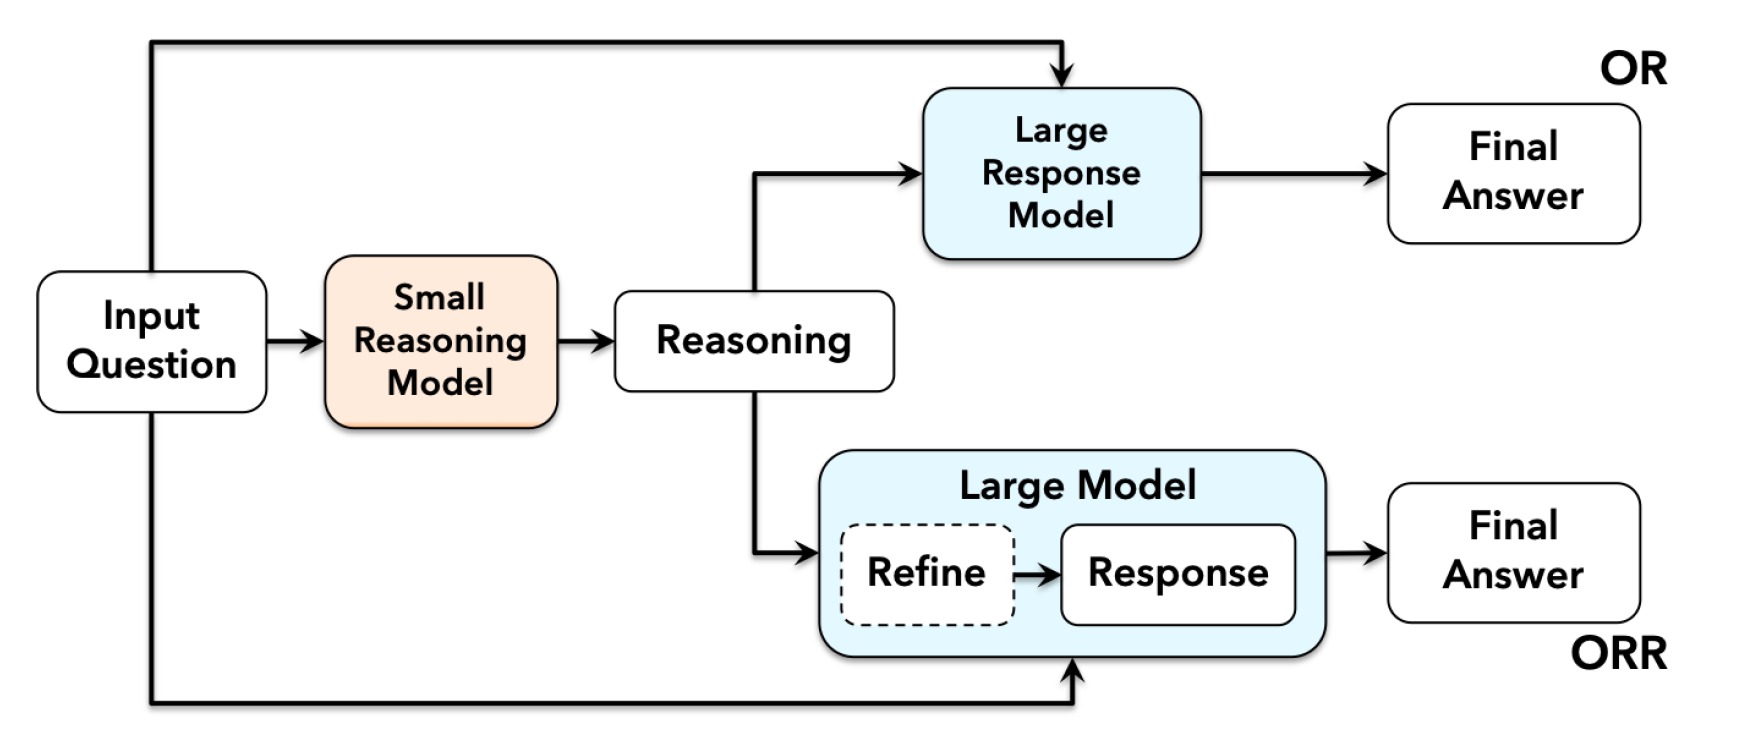 OR
Large
Response
Model
Final
Answer
Input
Question
Small
Reasoning
Model
Reasoning
Large Model
Refine
Response
Final
Answer
ORR